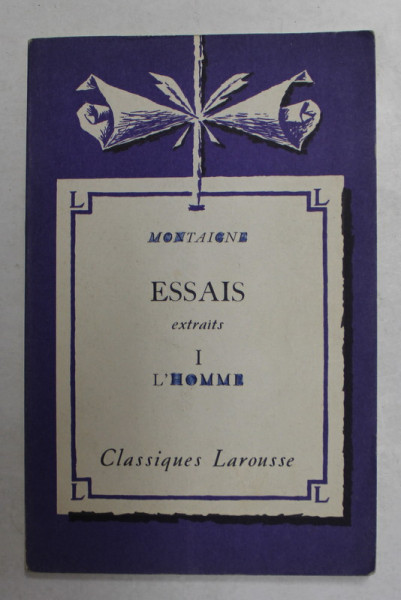 L L
MONTAIGNE
ESSAIS
extraits
I
L'HOMME
Classiques Larousse
L L